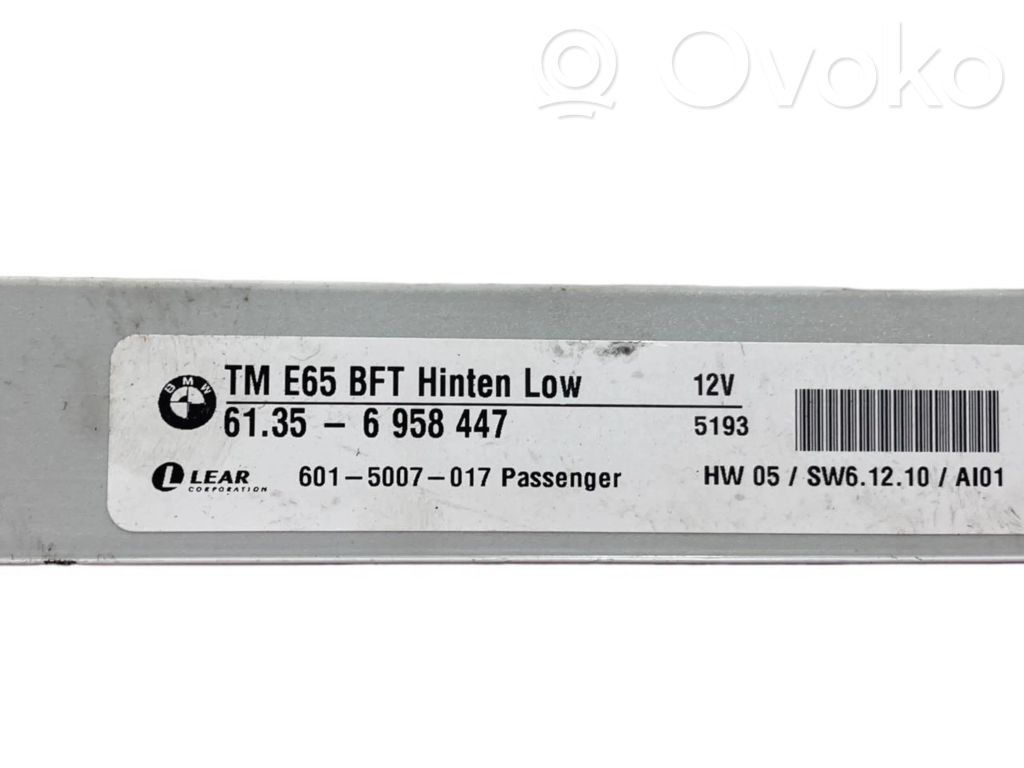 Ovoko
BMW
TM E65 BFT Hinten Low 12V
61.35 - 6 958 447 5193
L LEAR CORPORATION 601-5007-017 Passenger HW 05 / SW6.12.10 / AI01